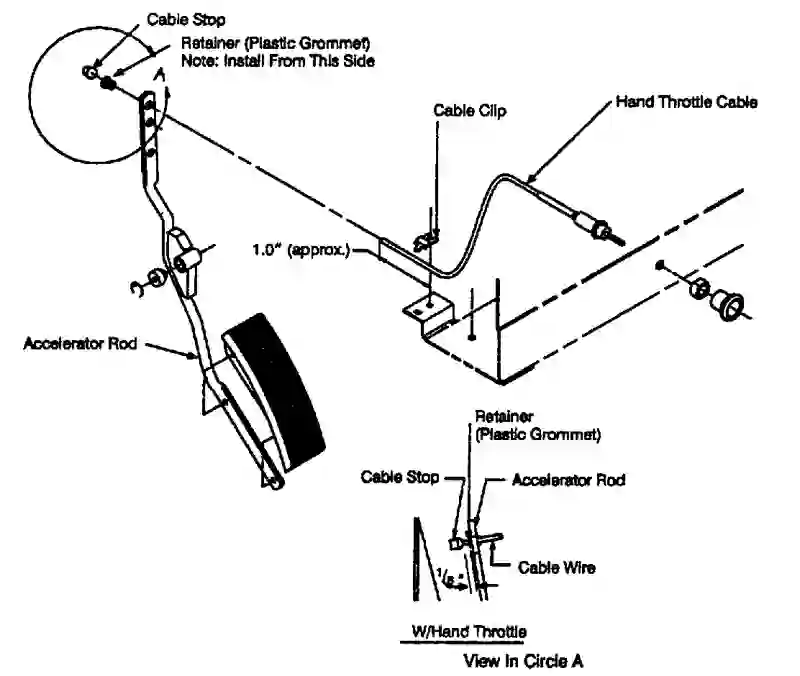 Cable Stop
Retainer (Plastic Grommet)
Note: Install From This Side
A
Cable Clip
Hand Throttle Cable
1.0" (approx.)
Accelerator Rod
Retainer
(Plastic Grommet)
Cable Stop
Accelerator Rod
Cable Wire
1/8"
W/Hand Throttle
View In Circle A